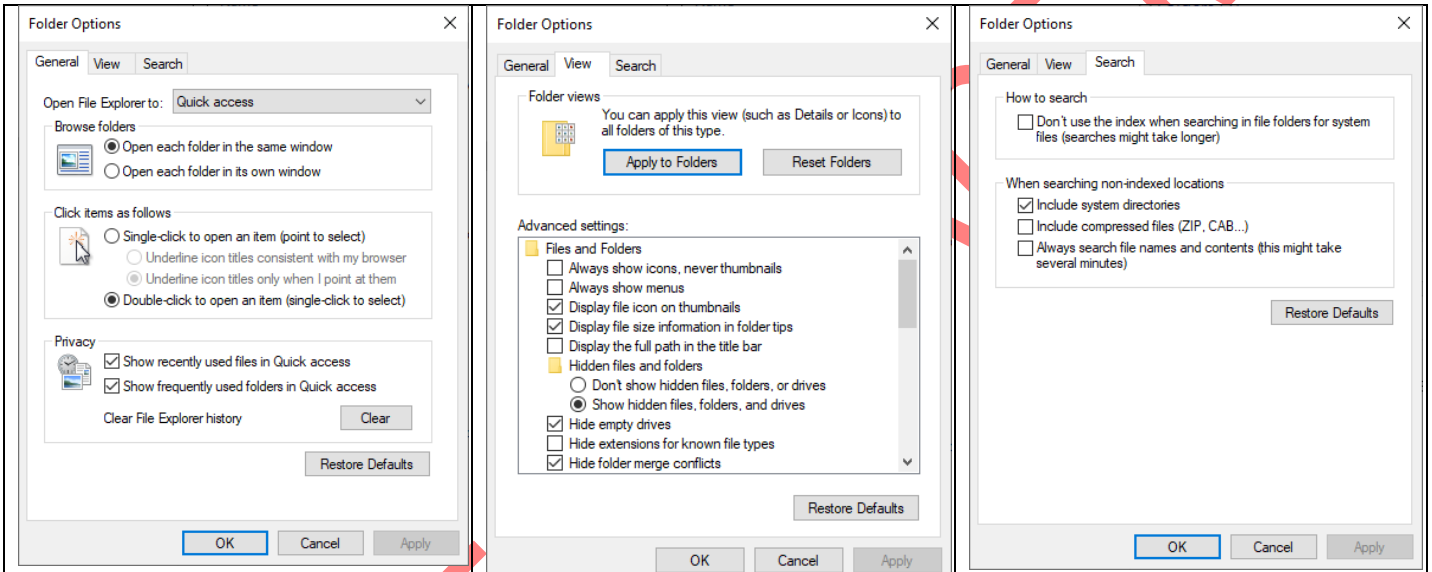 Folder Options
General View Search
Open File Explorer to: Quick access
Browse folders
Open each folder in the same window
Open each folder in its own window
Click items as follows
Single-click to open an item (point to select)
Underline icon titles consistent with my browser
Underline icon titles only when I point at them
Double-click to open an item (single-click to select)
Privacy
Show recently used files in Quick access
Show frequently used folders in Quick access
Clear File Explorer history Clear
Restore Defaults
OK Cancel Apply
Folder Options
General View Search
Folder views
You can apply this view (such as Details or Icons) to
all folders of this type.
Apply to Folders Reset Folders
Advanced settings:
Files and Folders
Always show icons, never thumbnails
Always show menus
Display file icon on thumbnails
Display file size information in folder tips
Display the full path in the title bar
Hidden files and folders
Don't show hidden files, folders, or drives
Show hidden files, folders, and drives
Hide empty drives
Hide extensions for known file types
Hide folder merge conflicts
Restore Defaults
OK Cancel Apply
Folder Options
General View Search
How to search
Don't use the index when searching in file folders for system
files (searches might take longer)
When searching non-indexed locations
Include system directories
Include compressed files (ZIP, CAB...)
Always search file names and contents (this might take
several minutes)
Restore Defaults
OK Cancel Apply